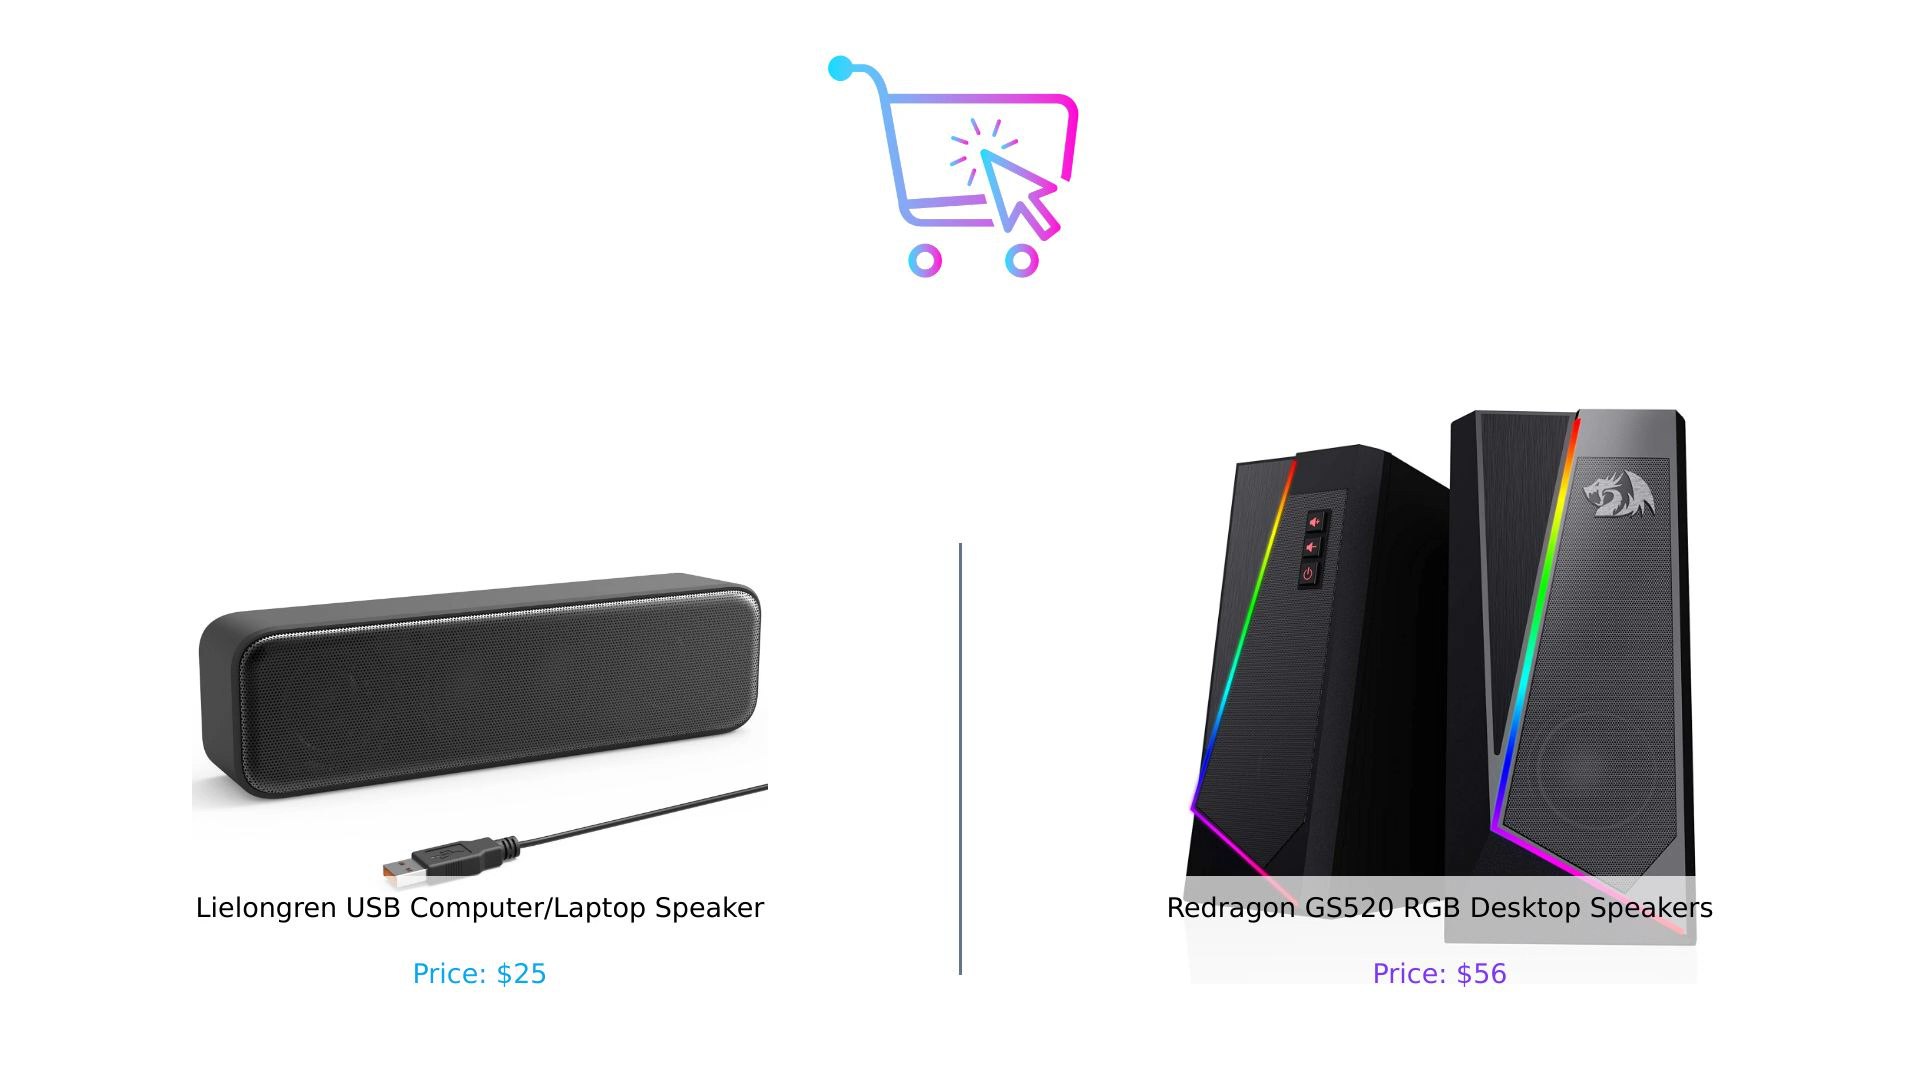 Lielongren USB Computer/Laptop Speaker
Price: $25
Redragon GS520 RGB Desktop Speakers
Price: $56